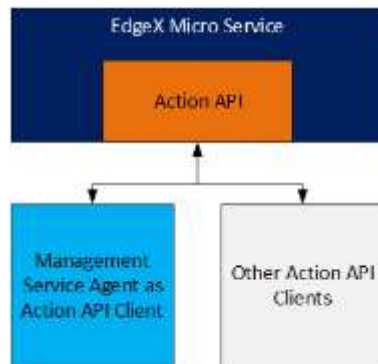 EdgeX Micro Service
Action API
Management
Service Agent as
Action API Client
Other Action API
Clients